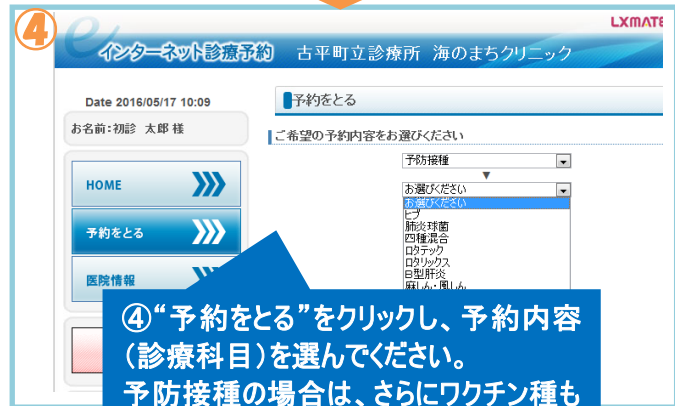 ④
LXMATE
インターネット診療予約 古平町立診療所 海のまちクリニック
Date 2016/05/17 10:09
お名前:初診 太郎 様
HOME
予約をとる
医院情報
予約をとる
ご希望の予約内容をお選びください
予防接種
▼
お選びください
お選びください
ヒブ
肺炎球菌
四種混合
ロタテック
ロタリックス
B型肝炎
麻しん・風しん
④“予約をとる”をクリックし、予約内容
(診療科目)を選んでください。
予防接種の場合は、さらにワクチン種も